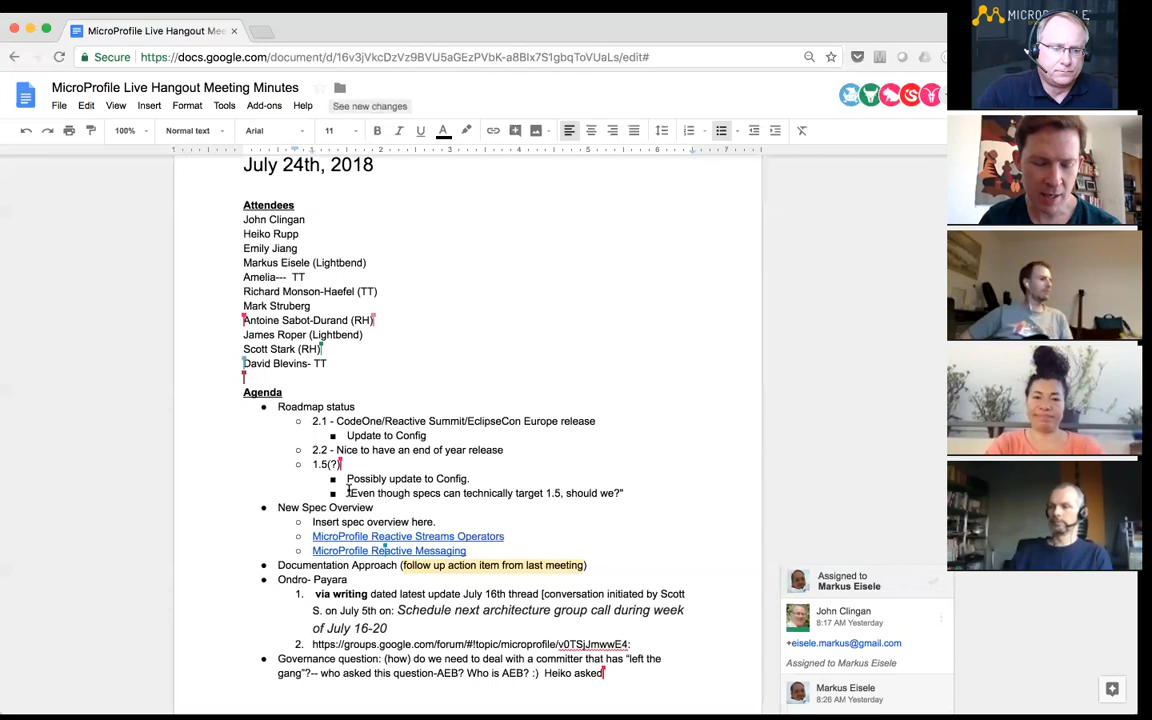 MicroProfile Live Hangout Mee
Secure https://docs.google.com/document/d/16v3jVkcDzVz9BVU5aGEzPVbK-a8BIx7S1gbqToVUaLs/edit#
MICROPROFILE
MicroProfile Live Hangout Meeting Minutes
File Edit View Insert Format Tools Add-ons Help See new changes
100% Normal text Arial 11
1 1 2 3 4 5 6 7
July 24th, 2018
Attendees
John Clingan
Heiko Rupp
Emily Jiang
Markus Eisele (Lightbend)
Amelia--- TT
Richard Monson-Haefel (TT)
Mark Struberg
Antoine Sabot-Durand (RH)
James Roper (Lightbend)
Scott Stark (RH)
David Blevins- TT
Agenda
Roadmap status
2.1 - CodeOne/Reactive Summit/EclipseCon Europe release
Update to Config
2.2 - Nice to have an end of year release
1.5(?)
Possibly update to Config.
"Even though specs can technically target 1.5, should we?"
New Spec Overview
Insert spec overview here.
MicroProfile Reactive Streams Operators
MicroProfile Reactive Messaging
Documentation Approach (follow up action item from last meeting)
Ondro- Payara
1. via writing dated latest update July 16th thread [conversation initiated by Scott
S. on July 5th on: Schedule next architecture group call during week
of July 16-20
2. https://groups.google.com/forum/#!topic/microprofile/v0TSjJmwwE4:
Governance question: (how) do we need to deal with a committer that has "left the
gang"?-- who asked this question-AEB? Who is AEB? :) Heiko asked
Assigned to
Markus Eisele
John Clingan
8:17 AM Yesterday
+eisele.markus@gmail.com
Assigned to Markus Eisele
Markus Eisele
8:26 AM Yesterday